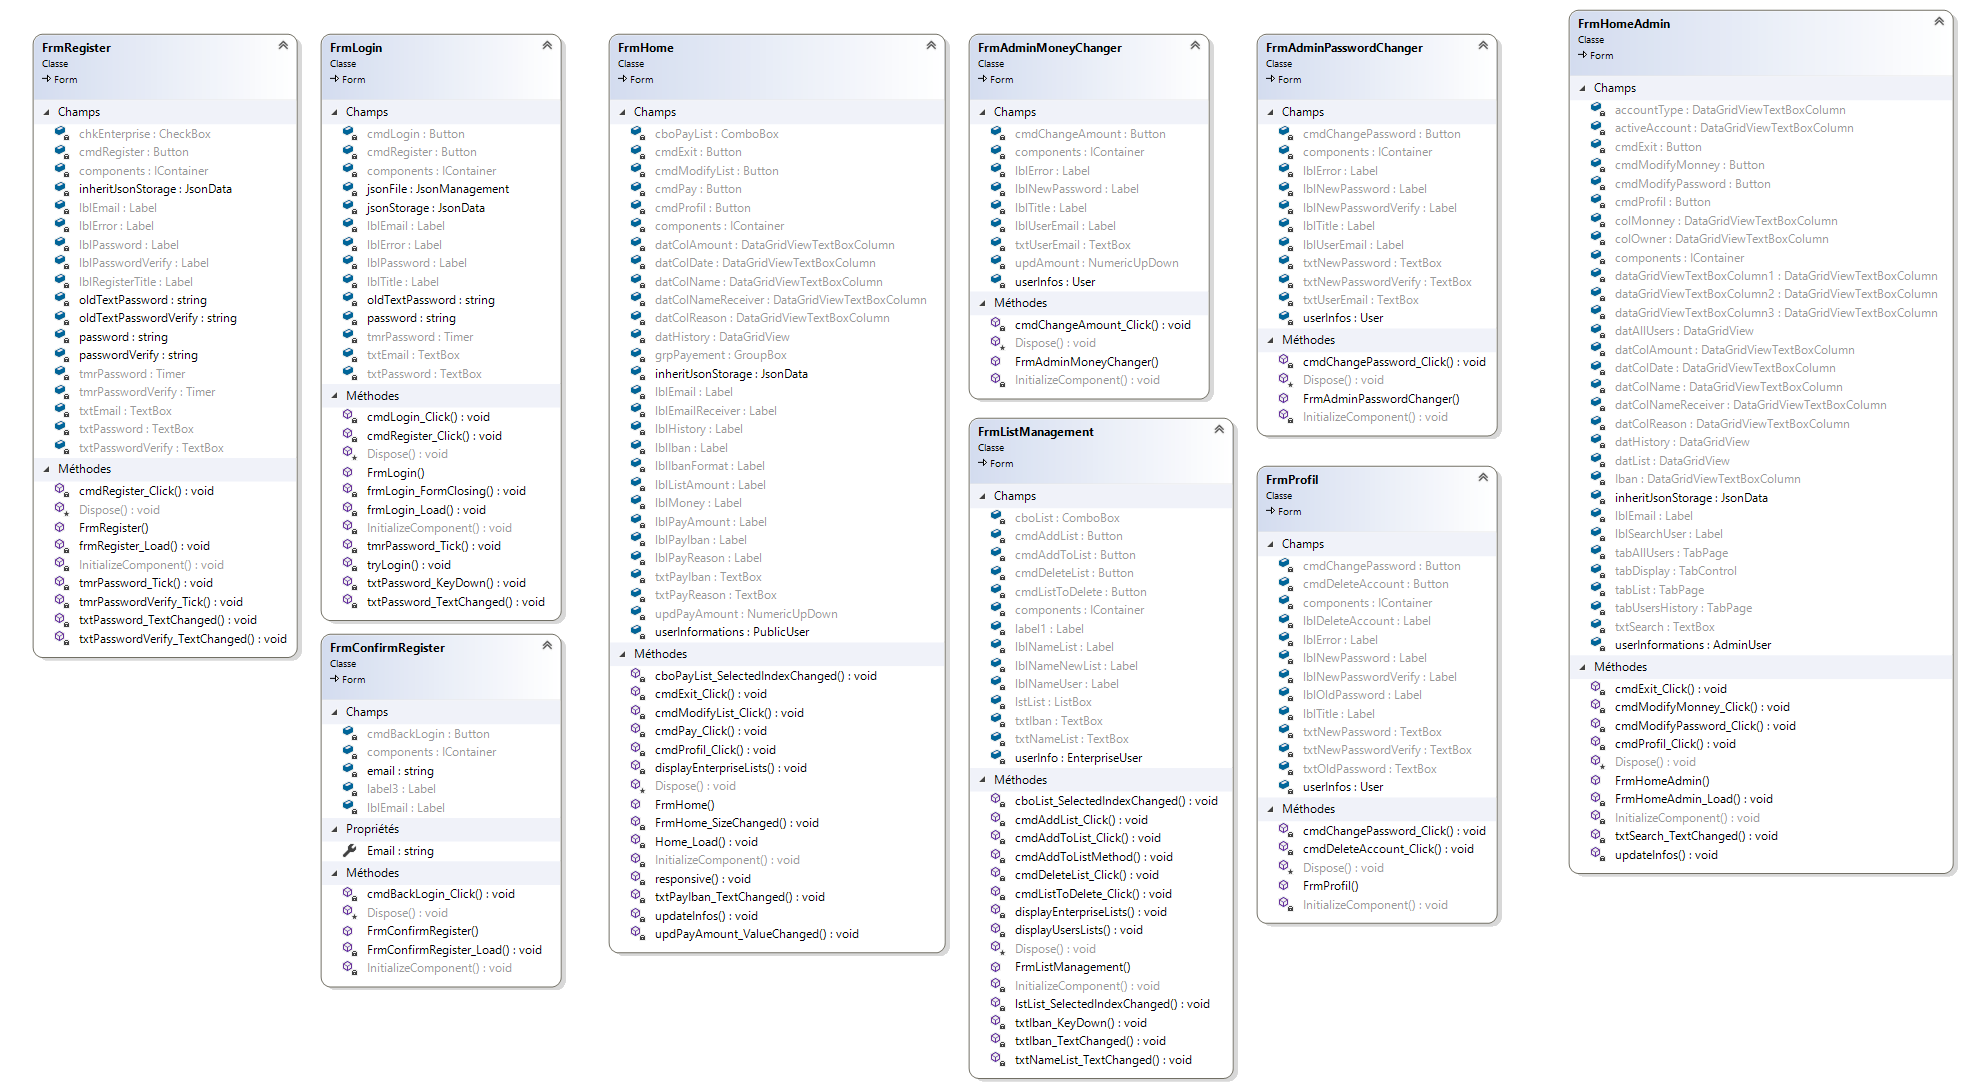 FrmRegister
Classe
→ Form
Champs
chkEnterprise : CheckBox
cmdRegister : Button
components : IContainer
inheritJsonStorage : JsonData
lblEmail : Label
lblError : Label
lblPassword : Label
lblPasswordVerify : Label
lblRegisterTitle : Label
oldTextPassword : string
oldTextPasswordVerify : string
password : string
passwordVerify : string
tmrPassword : Timer
tmrPasswordVerify : Timer
txtEmail : TextBox
txtPassword : TextBox
txtPasswordVerify : TextBox
Méthodes
cmdRegister_Click() : void
Dispose() : void
FrmRegister()
frmRegister_Load() : void
InitializeComponent() : void
tmrPassword_Tick() : void
tmrPasswordVerify_Tick() : void
txtPassword_TextChanged() : void
txtPasswordVerify_TextChanged() : void
FrmLogin
Classe
→ Form
Champs
cmdLogin : Button
cmdRegister : Button
components : IContainer
jsonFile : JsonManagement
jsonStorage : JsonData
lblEmail : Label
lblError : Label
lblPassword : Label
lblTitle : Label
oldTextPassword : string
password : string
tmrPassword : Timer
txtEmail : TextBox
txtPassword : TextBox
Méthodes
cmdLogin_Click() : void
cmdRegister_Click() : void
Dispose() : void
FrmLogin()
frmLogin_FormClosing() : void
frmLogin_Load() : void
InitializeComponent() : void
tmrPassword_Tick() : void
tryLogin() : void
txtPassword_KeyDown() : void
txtPassword_TextChanged() : void
FrmConfirmRegister
Classe
→ Form
Champs
cmdBackLogin : Button
components : IContainer
email : string
label3 : Label
lblEmail : Label
Propriétés
Email : string
Méthodes
cmdBackLogin_Click() : void
Dispose() : void
FrmConfirmRegister()
FrmConfirmRegister_Load() : void
InitializeComponent() : void
FrmHome
Classe
→ Form
Champs
cboPayList : ComboBox
cmdExit : Button
cmdModifyList : Button
cmdPay : Button
cmdProfil : Button
components : IContainer
datColAmount : DataGridViewTextBoxColumn
datColDate : DataGridViewTextBoxColumn
datColName : DataGridViewTextBoxColumn
datColNameReceiver : DataGridViewTextBoxColumn
datColReason : DataGridViewTextBoxColumn
datHistory : DataGridView
grpPayement : GroupBox
inheritJsonStorage : JsonData
lblEmail : Label
lblEmailReceiver : Label
lblHistory : Label
lblIban : Label
lblIbanFormat : Label
lblListAmount : Label
lblMoney : Label
lblPayAmount : Label
lblPayIban : Label
lblPayReason : Label
txtPayIban : TextBox
txtPayReason : TextBox
updPayAmount : NumericUpDown
userInformations : PublicUser
Méthodes
cboPayList_SelectedIndexChanged() : void
cmdExit_Click() : void
cmdModifyList_Click() : void
cmdPay_Click() : void
cmdProfil_Click() : void
displayEnterpriseLists() : void
Dispose() : void
FrmHome()
FrmHome_SizeChanged() : void
Home_Load() : void
InitializeComponent() : void
responsive() : void
txtPayIban_TextChanged() : void
updateInfos() : void
updPayAmount_ValueChanged() : void
FrmAdminMoneyChanger
Classe
→ Form
Champs
cmdChangeAmount : Button
components : IContainer
lblError : Label
lblNewPassword : Label
lblTitle : Label
lblUserEmail : Label
txtUserEmail : TextBox
updAmount : NumericUpDown
userInfos : User
Méthodes
cmdChangeAmount_Click() : void
Dispose() : void
FrmAdminMoneyChanger()
InitializeComponent() : void
FrmListManagement
Classe
→ Form
Champs
cboList : ComboBox
cmdAddList : Button
cmdAddToList : Button
cmdDeleteList : Button
cmdListToDelete : Button
components : IContainer
label1 : Label
lblNameList : Label
lblNameNewList : Label
lblNameUser : Label
lstList : ListBox
txtIban : TextBox
txtNameList : TextBox
userInfo : EnterpriseUser
Méthodes
cboList_SelectedIndexChanged() : void
cmdAddList_Click() : void
cmdAddToList_Click() : void
cmdAddToListMethod() : void
cmdDeleteList_Click() : void
cmdListToDelete_Click() : void
displayEnterpriseLists() : void
displayUsersLists() : void
Dispose() : void
FrmListManagement()
InitializeComponent() : void
lstList_SelectedIndexChanged() : void
txtIban_KeyDown() : void
txtIban_TextChanged() : void
txtNameList_TextChanged() : void
FrmAdminPasswordChanger
Classe
→ Form
Champs
cmdChangePassword : Button
components : IContainer
lblError : Label
lblNewPassword : Label
lblNewPasswordVerify : Label
lblTitle : Label
lblUserEmail : Label
txtNewPassword : TextBox
txtNewPasswordVerify : TextBox
txtUserEmail : TextBox
userInfos : User
Méthodes
cmdChangePassword_Click() : void
Dispose() : void
FrmAdminPasswordChanger()
InitializeComponent() : void
FrmProfil
Classe
→ Form
Champs
cmdChangePassword : Button
cmdDeleteAccount : Button
components : IContainer
lblDeleteAccount : Label
lblError : Label
lblNewPassword : Label
lblNewPasswordVerify : Label
lblOldPassword : Label
lblTitle : Label
txtNewPassword : TextBox
txtNewPasswordVerify : TextBox
txtOldPassword : TextBox
userInfos : User
Méthodes
cmdChangePassword_Click() : void
cmdDeleteAccount_Click() : void
Dispose() : void
FrmProfil()
InitializeComponent() : void
FrmHomeAdmin
Classe
→ Form
Champs
accountType : DataGridViewTextBoxColumn
activeAccount : DataGridViewTextBoxColumn
cmdExit : Button
cmdModifyMonney : Button
cmdModifyPassword : Button
cmdProfil : Button
colMonney : DataGridViewTextBoxColumn
colOwner : DataGridViewTextBoxColumn
components : IContainer
dataGridViewTextBoxColumn1 : DataGridViewTextBoxColumn
dataGridViewTextBoxColumn2 : DataGridViewTextBoxColumn
dataGridViewTextBoxColumn3 : DataGridViewTextBoxColumn
datAllUsers : DataGridView
datColAmount : DataGridViewTextBoxColumn
datColDate : DataGridViewTextBoxColumn
datColName : DataGridViewTextBoxColumn
datColNameReceiver : DataGridViewTextBoxColumn
datColReason : DataGridViewTextBoxColumn
datHistory : DataGridView
datList : DataGridView
Iban : DataGridViewTextBoxColumn
inheritJsonStorage : JsonData
lblEmail : Label
lblSearchUser : Label
tabAllUsers : TabPage
tabDisplay : TabControl
tabList : TabPage
tabUsersHistory : TabPage
txtSearch : TextBox
userInformations : AdminUser
Méthodes
cmdExit_Click() : void
cmdModifyMonney_Click() : void
cmdModifyPassword_Click() : void
cmdProfil_Click() : void
Dispose() : void
FrmHomeAdmin()
FrmHomeAdmin_Load() : void
InitializeComponent() : void
txtSearch_TextChanged() : void
updateInfos() : void